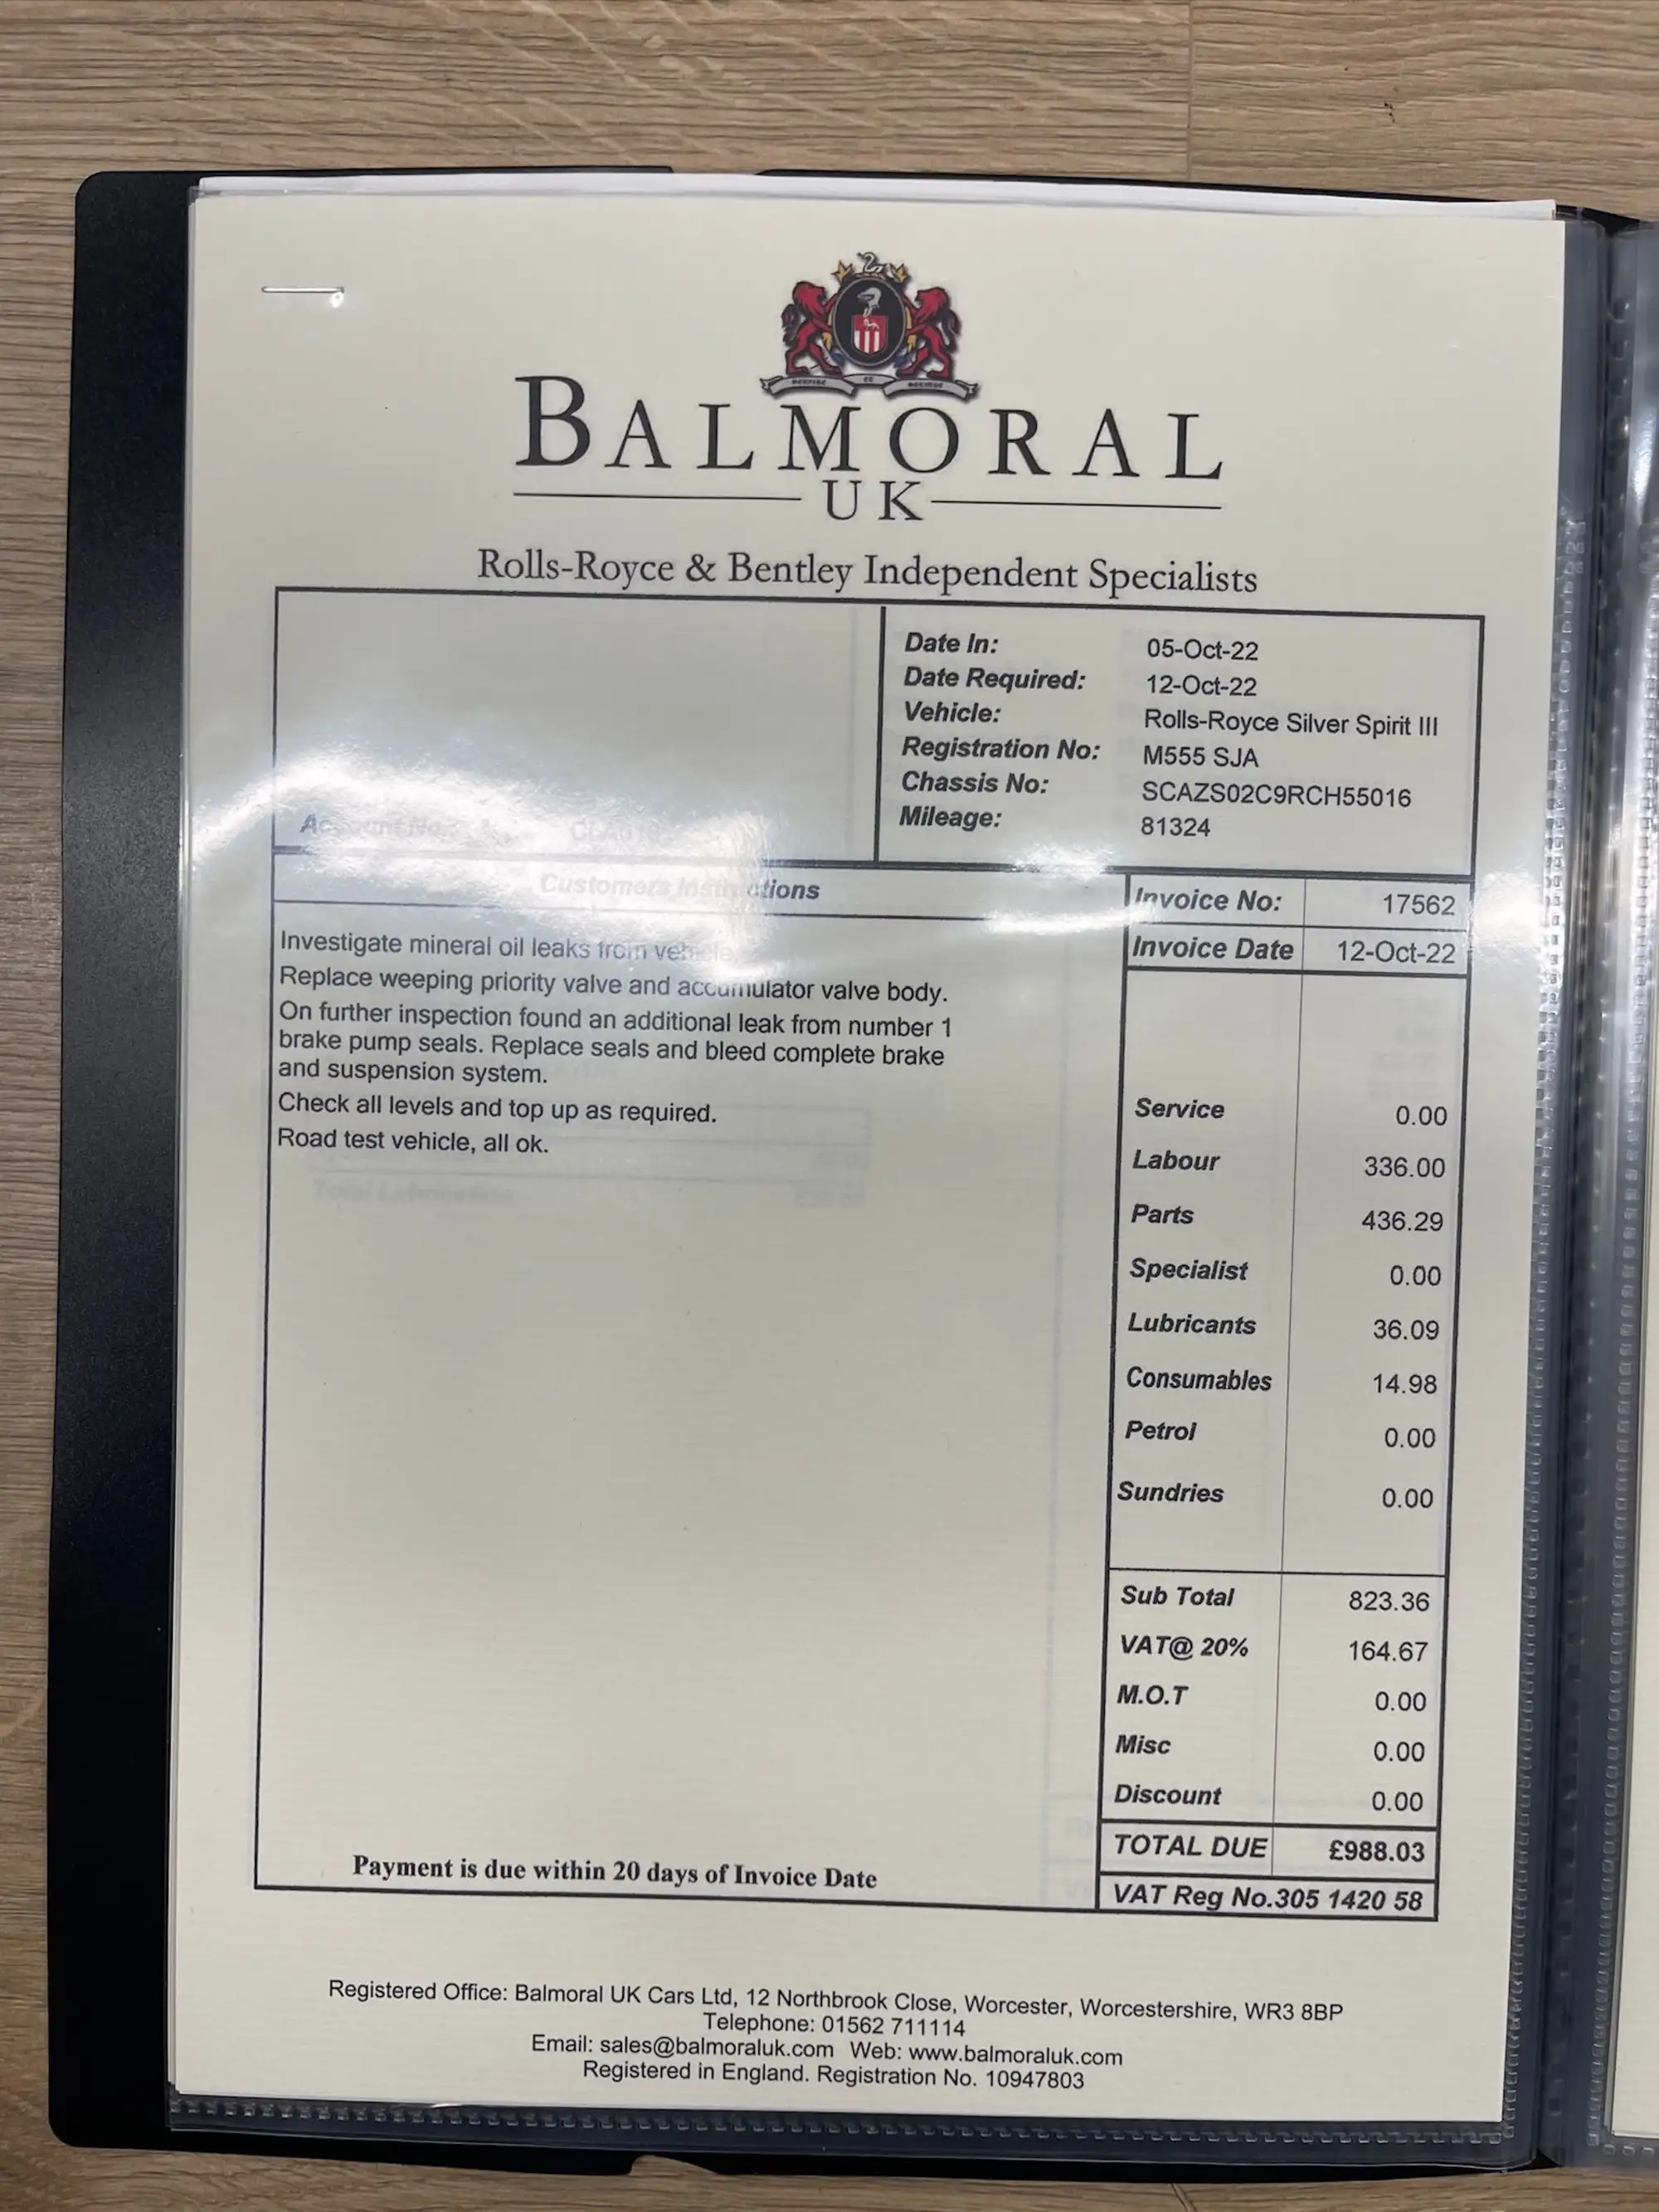 BALMORAL
UK
Rolls-Royce & Bentley Independent Specialists
Date In: 05-Oct-22
Date Required: 12-Oct-22
Vehicle: Rolls-Royce Silver Spirit III
Registration No: M555 SJA
Chassis No: SCAZS02C9RCH55016
Mileage: 81324
Account No.
Customers Instructions
Invoice No: 17562
Invoice Date 12-Oct-22
Investigate mineral oil leaks from vehicle
Replace weeping priority valve and accumulator valve body.
On further inspection found an additional leak from number 1
brake pump seals. Replace seals and bleed complete brake
and suspension system.
Check all levels and top up as required.
Road test vehicle, all ok.
Service 0.00
Labour 336.00
Parts 436.29
Specialist 0.00
Lubricants 36.09
Consumables 14.98
Petrol 0.00
Sundries 0.00
Sub Total 823.36
VAT@ 20% 164.67
M.O.T 0.00
Misc 0.00
Discount 0.00
TOTAL DUE £988.03
VAT Reg No.305 1420 58
Payment is due within 20 days of Invoice Date
Registered Office: Balmoral UK Cars Ltd, 12 Northbrook Close, Worcester, Worcestershire, WR3 8BP
Telephone: 01562 711114
Email: sales@balmoraluk.com Web: www.balmoraluk.com
Registered in England. Registration No. 10947803